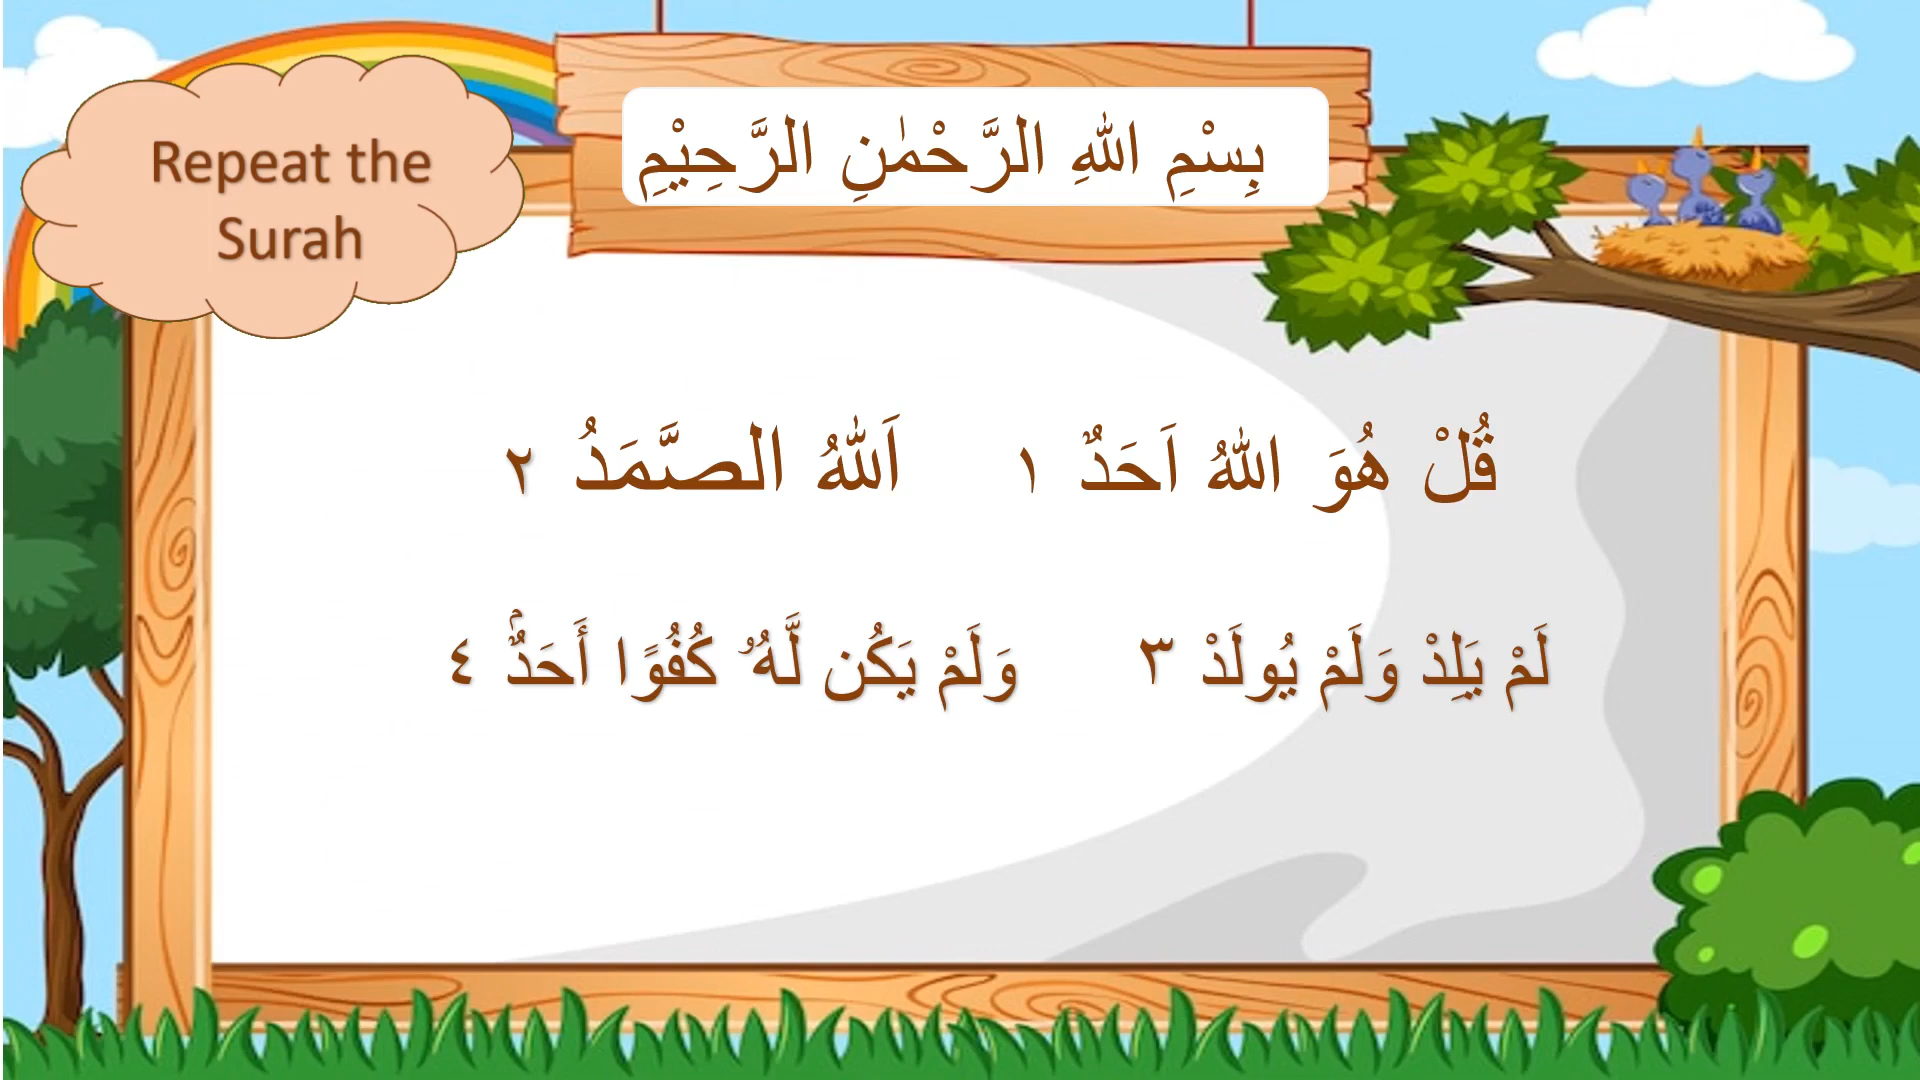 Repeat the
Surah
بِسْمِ اللهِ الرَّحْمٰنِ الرَّحِيْمِ
قُلْ هُوَ اللهُ اَحَدٌ ١ اَللهُ الصَّمَدُ ٢
لَمْ يَلِدْ وَلَمْ يُولَدْ ٣ وَلَمْ يَكُن لَّهُۥ كُفُوًا أَحَدٌۢ ٤